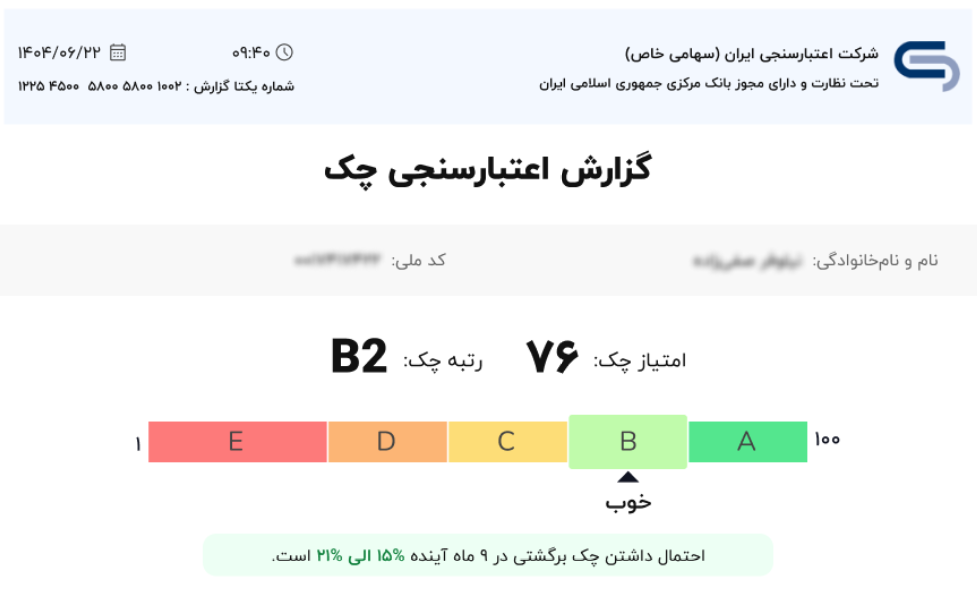 شرکت اعتبارسنجی ایران (سهامی خاص)
تحت نظارت و دارای مجوز بانک مرکزی جمهوری اسلامی ایران
۰۹:۴۰
۱۴۰۴/۰۶/۲۲
شماره یکتا گزارش : ۱۰۰۲ ۵۸۰۰ ۵۸۰۰ ۴۵۰۰ ۱۲۲۵
گزارش اعتبارسنجی چک
نام و نام‌خانوادگی:
کد ملی:
امتیاز چک: ۷۶
رتبه چک: B2
۱ E D C B A ۱۰۰
خوب
احتمال داشتن چک برگشتی در ۹ ماه آینده ۱۵% الی ۲۱% است.